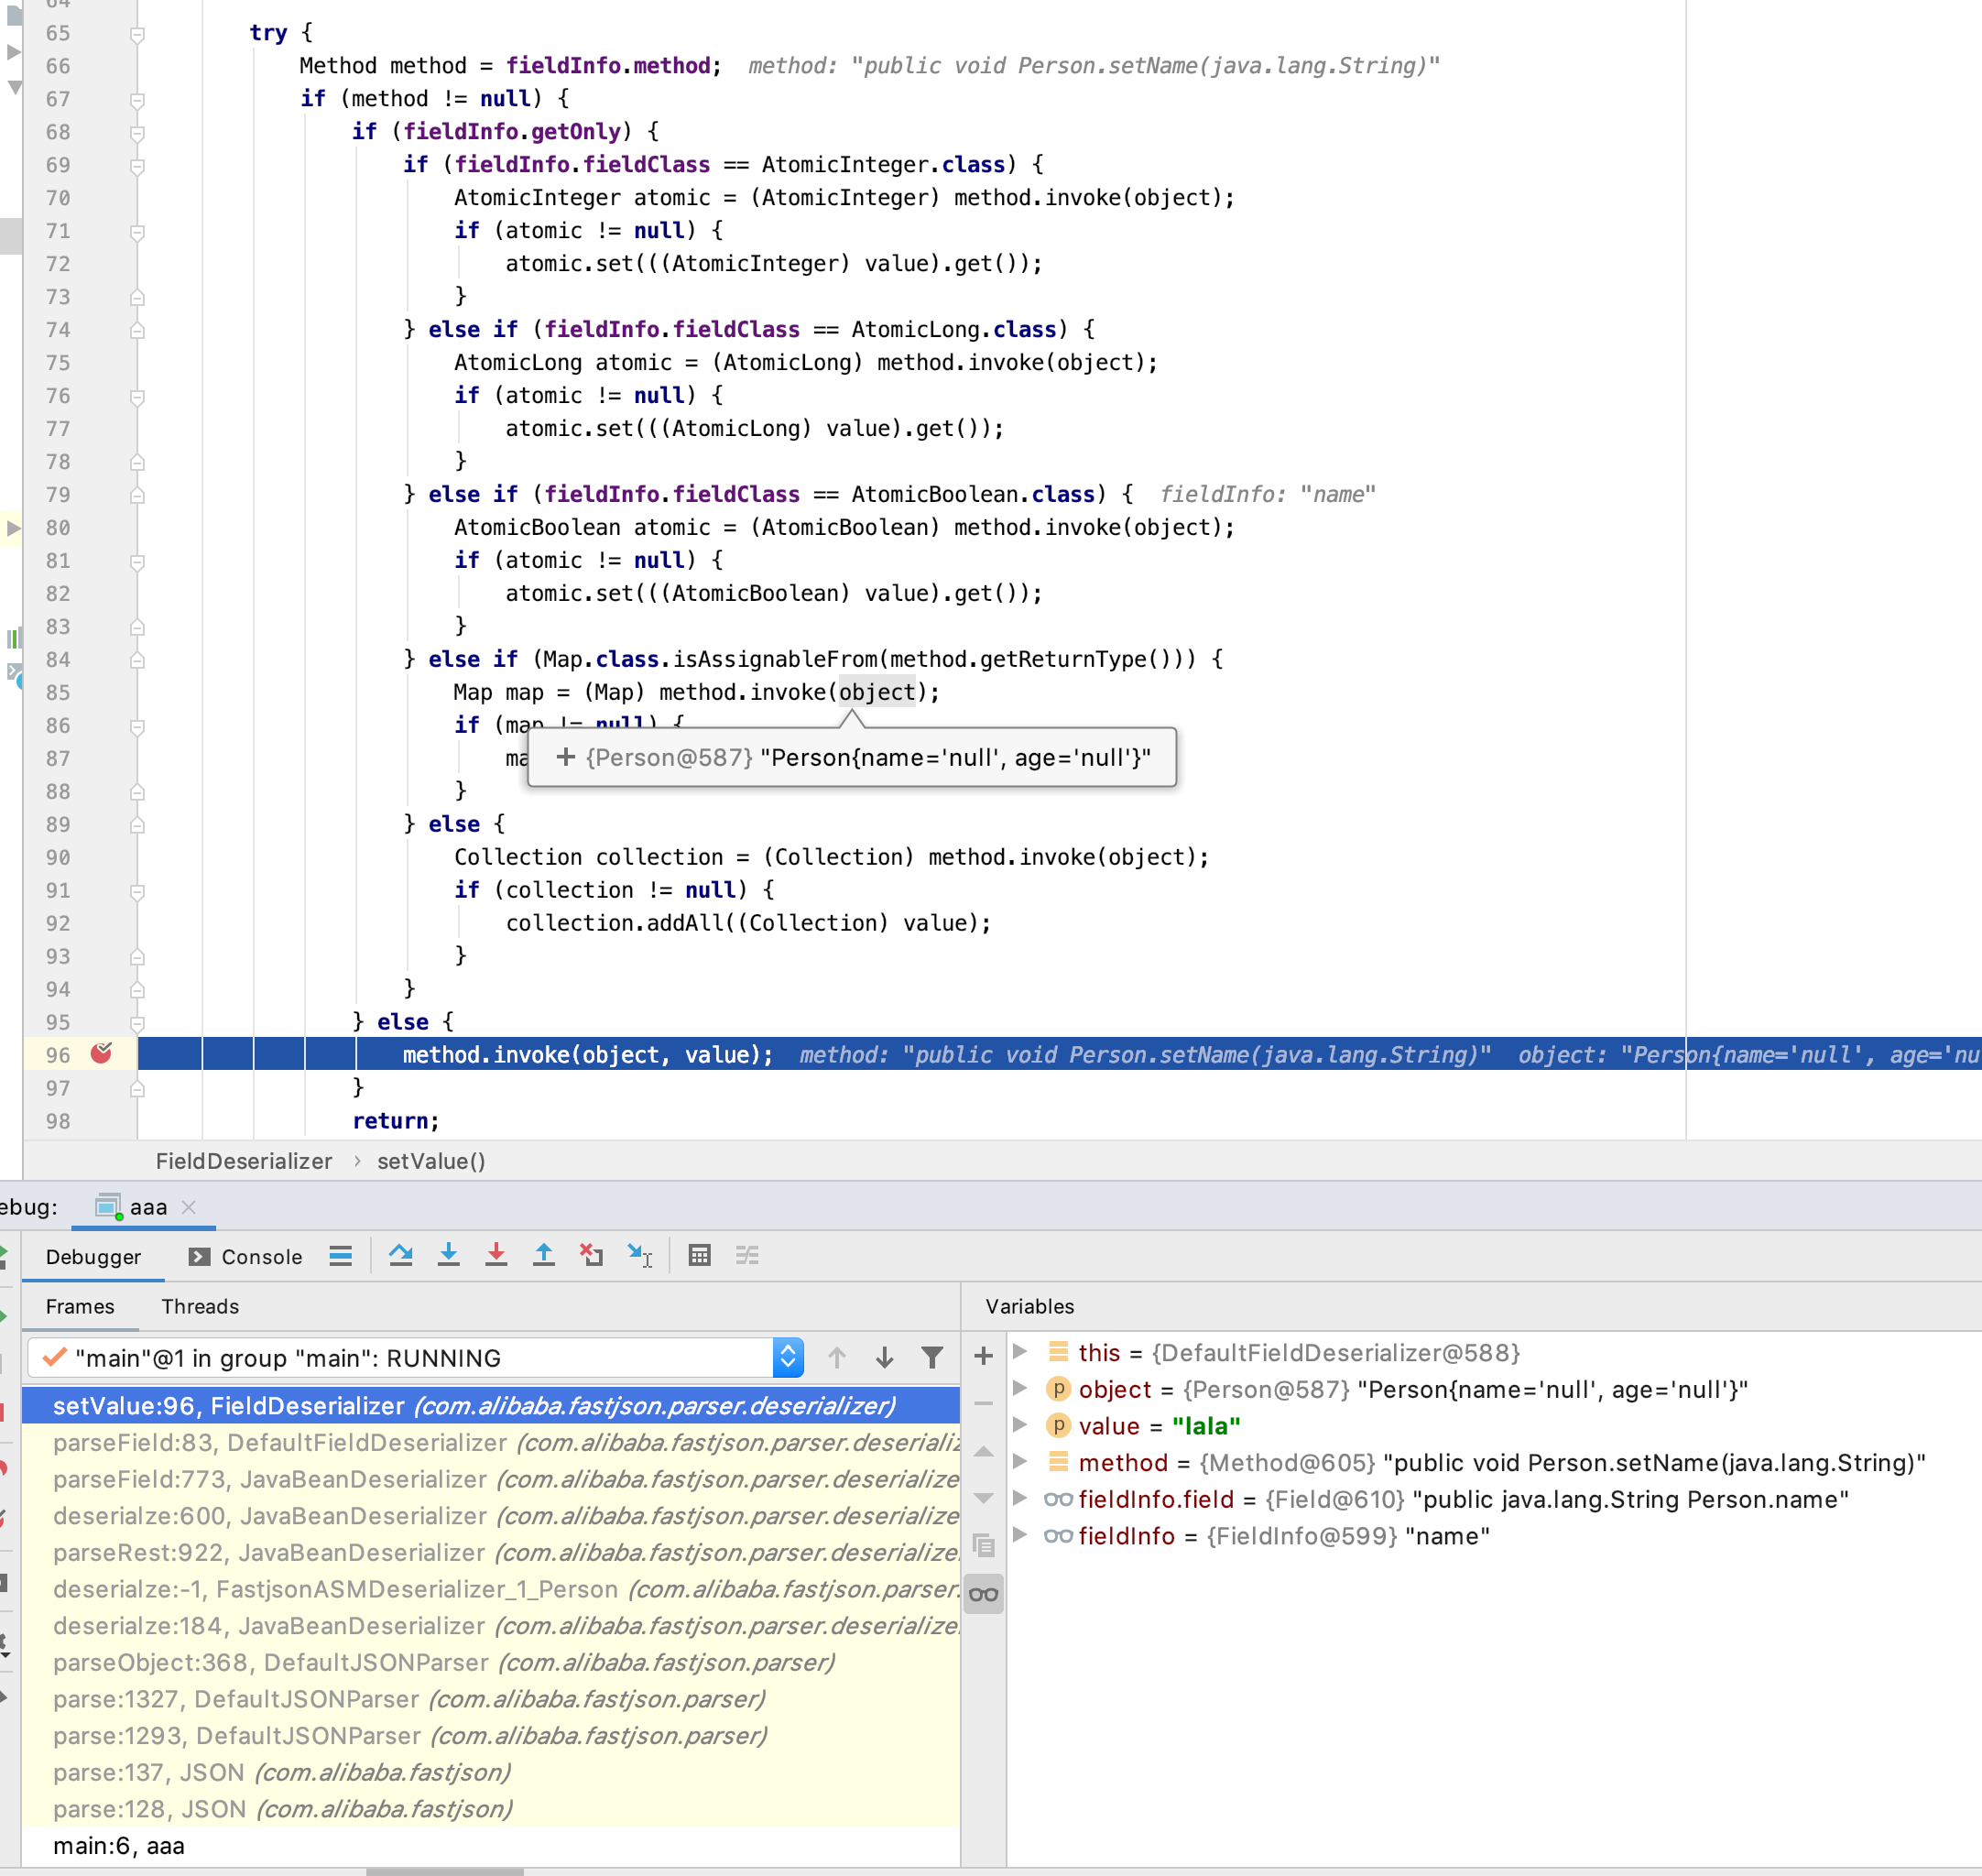 64
65 try {
66 Method method = fieldInfo.method; method: "public void Person.setName(java.lang.String)"
67 if (method != null) {
68 if (fieldInfo.getOnly) {
69 if (fieldInfo.fieldClass == AtomicInteger.class) {
70 AtomicInteger atomic = (AtomicInteger) method.invoke(object);
71 if (atomic != null) {
72 atomic.set(((AtomicInteger) value).get());
73 }
74 } else if (fieldInfo.fieldClass == AtomicLong.class) {
75 AtomicLong atomic = (AtomicLong) method.invoke(object);
76 if (atomic != null) {
77 atomic.set(((AtomicLong) value).get());
78 }
79 } else if (fieldInfo.fieldClass == AtomicBoolean.class) { fieldInfo: "name"
80 AtomicBoolean atomic = (AtomicBoolean) method.invoke(object);
81 if (atomic != null) {
82 atomic.set(((AtomicBoolean) value).get());
83 }
84 } else if (Map.class.isAssignableFrom(method.getReturnType())) {
85 Map map = (Map) method.invoke(object);
86 if (map != null) {
87 ma
+ {Person@587} "Person{name='null', age='null'}"
88 }
89 } else {
90 Collection collection = (Collection) method.invoke(object);
91 if (collection != null) {
92 collection.addAll((Collection) value);
93 }
94 }
95 } else {
96 method.invoke(object, value); method: "public void Person.setName(java.lang.String)" object: "Person{name='null', age='nu
97 }
98 return;
FieldDeserializer › setValue()
ebug: aaa
Debugger Console
Frames Threads
Variables
"main"@1 in group "main": RUNNING
setValue:96, FieldDeserializer (com.alibaba.fastjson.parser.deserializer)
parseField:83, DefaultFieldDeserializer (com.alibaba.fastjson.parser.deserializ
parseField:773, JavaBeanDeserializer (com.alibaba.fastjson.parser.deserialize
deserialze:600, JavaBeanDeserializer (com.alibaba.fastjson.parser.deserialize
parseRest:922, JavaBeanDeserializer (com.alibaba.fastjson.parser.deserialize
deserialze:-1, FastjsonASMDeserializer_1_Person (com.alibaba.fastjson.parser.
deserialze:184, JavaBeanDeserializer (com.alibaba.fastjson.parser.deserialize
parseObject:368, DefaultJSONParser (com.alibaba.fastjson.parser)
parse:1327, DefaultJSONParser (com.alibaba.fastjson.parser)
parse:1293, DefaultJSONParser (com.alibaba.fastjson.parser)
parse:137, JSON (com.alibaba.fastjson)
parse:128, JSON (com.alibaba.fastjson)
main:6, aaa
this = {DefaultFieldDeserializer@588}
object = {Person@587} "Person{name='null', age='null'}"
value = "lala"
method = {Method@605} "public void Person.setName(java.lang.String)"
fieldInfo.field = {Field@610} "public java.lang.String Person.name"
fieldInfo = {FieldInfo@599} "name"